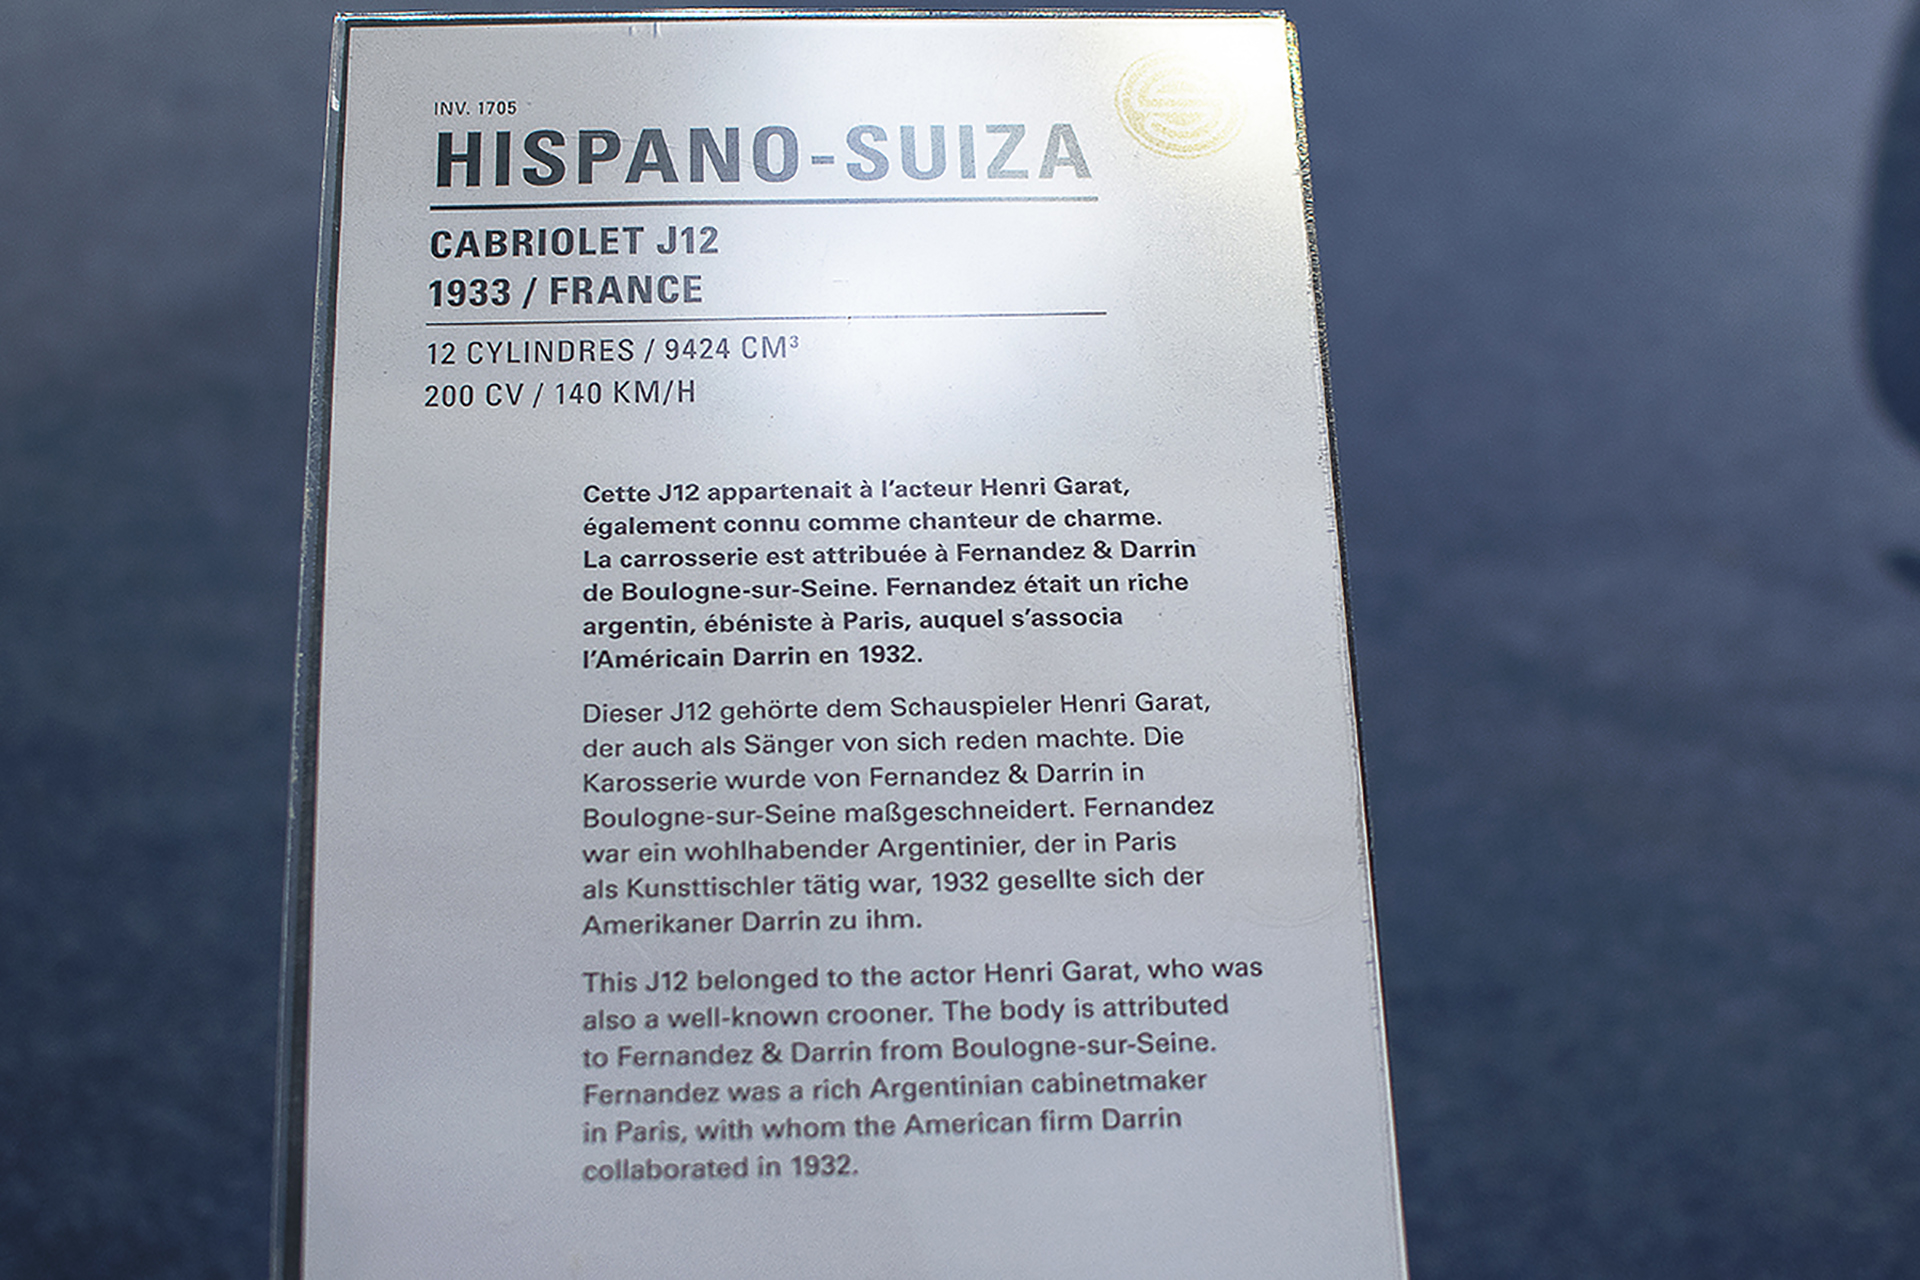 INV. 1705
HISPANO-SUIZA
CABRIOLET J12
1933 / FRANCE
12 CYLINDRES / 9424 CM³
200 CV / 140 KM/H
Cette J12 appartenait à l'acteur Henri Garat,
également connu comme chanteur de charme.
La carrosserie est attribuée à Fernandez & Darrin
de Boulogne-sur-Seine. Fernandez était un riche
argentin, ébéniste à Paris, auquel s'associa
l'Américain Darrin en 1932.
Dieser J12 gehörte dem Schauspieler Henri Garat,
der auch als Sänger von sich reden machte. Die
Karosserie wurde von Fernandez & Darrin in
Boulogne-sur-Seine maßgeschneidert. Fernandez
war ein wohlhabender Argentinier, der in Paris
als Kunsttischler tätig war, 1932 gesellte sich der
Amerikaner Darrin zu ihm.
This J12 belonged to the actor Henri Garat, who was
also a well-known crooner. The body is attributed
to Fernandez & Darrin from Boulogne-sur-Seine.
Fernandez was a rich Argentinian cabinetmaker
in Paris, with whom the American firm Darrin
collaborated in 1932.